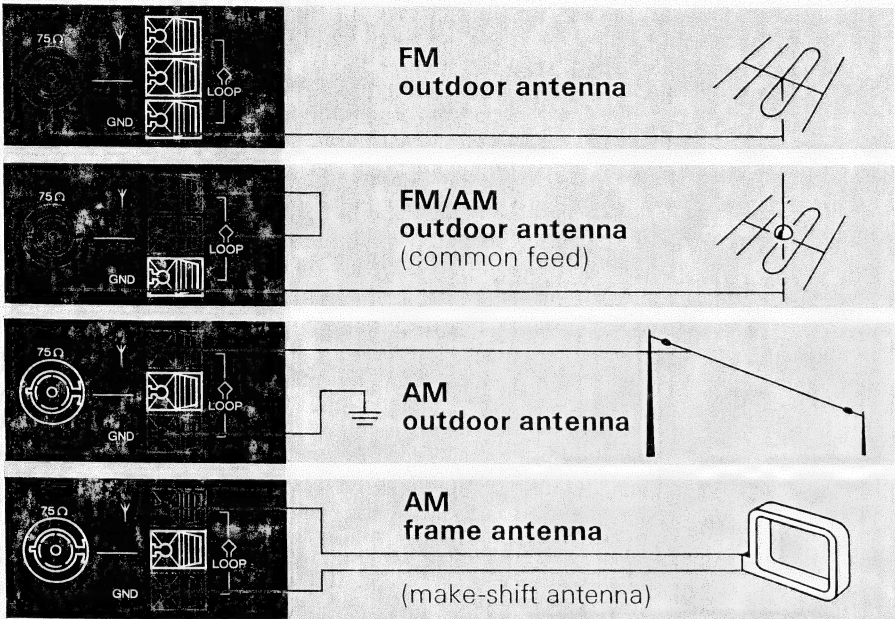 75Ω
LOOP
GND
FM
outdoor antenna
75Ω
LOOP
GND
FM/AM
outdoor antenna
(common feed)
75Ω
LOOP
GND
AM
outdoor antenna
75Ω
LOOP
GND
AM
frame antenna
(make-shift antenna)